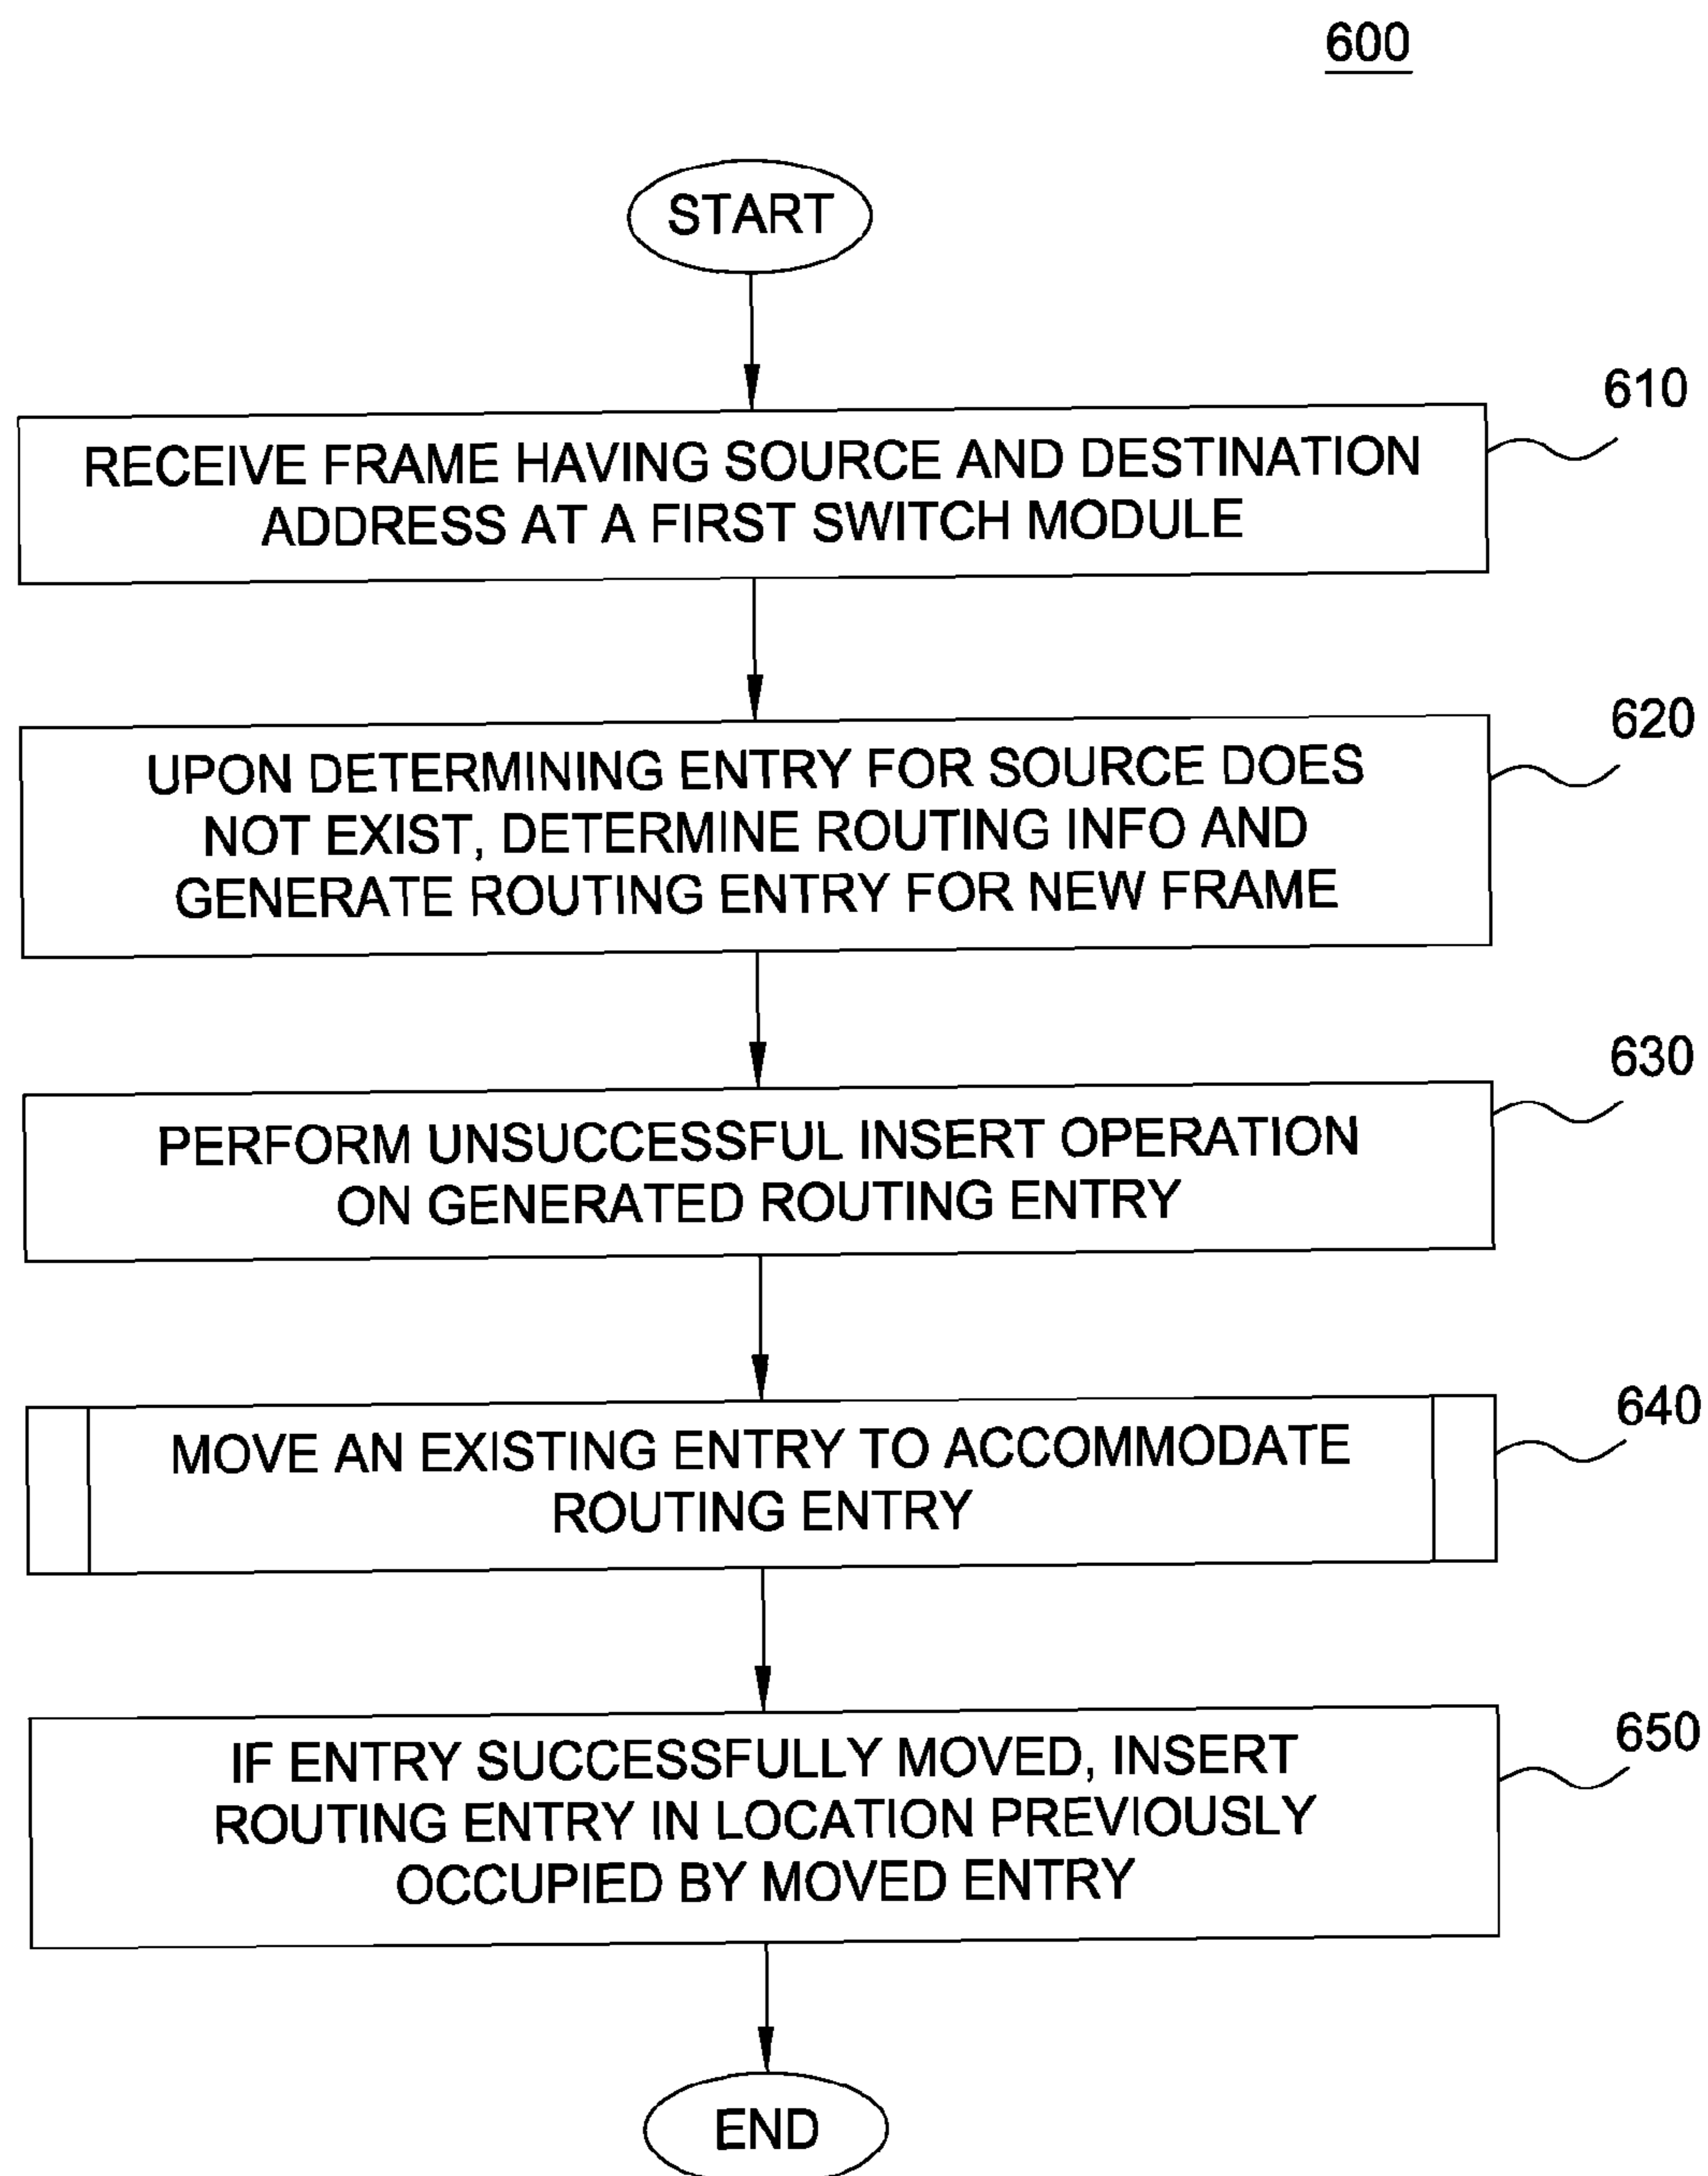 600
START
610
RECEIVE FRAME HAVING SOURCE AND DESTINATION
ADDRESS AT A FIRST SWITCH MODULE
620
UPON DETERMINING ENTRY FOR SOURCE DOES
NOT EXIST, DETERMINE ROUTING INFO AND
GENERATE ROUTING ENTRY FOR NEW FRAME
630
PERFORM UNSUCCESSFUL INSERT OPERATION
ON GENERATED ROUTING ENTRY
640
MOVE AN EXISTING ENTRY TO ACCOMMODATE
ROUTING ENTRY
650
IF ENTRY SUCCESSFULLY MOVED, INSERT
ROUTING ENTRY IN LOCATION PREVIOUSLY
OCCUPIED BY MOVED ENTRY
END